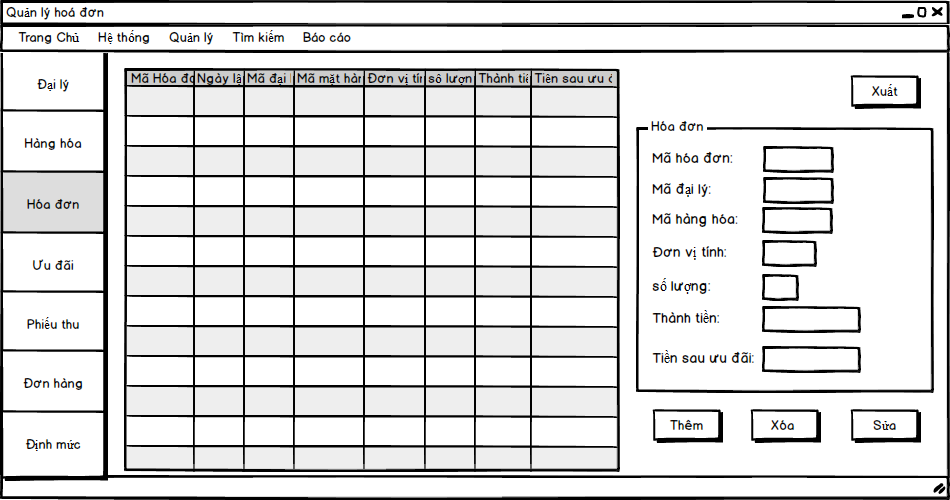 Quản lý hoá đơn
Trang Chủ Hệ thống Quản lý Tìm kiếm Báo cáo
Đại lý
Hàng hóa
Hóa đơn
Ưu đãi
Phiếu thu
Đơn hàng
Định mức
Mã Hóa đơ Ngày lậ Mã đại l Mã mặt hàn Đơn vị tín số lượn Thành tiề Tiền sau ưu đ
Xuất
Hóa đơn
Mã hóa đơn:
Mã đại lý:
Mã hàng hóa:
Đơn vị tính:
số lượng:
Thành tiền:
Tiền sau ưu đãi:
Thêm Xóa Sửa